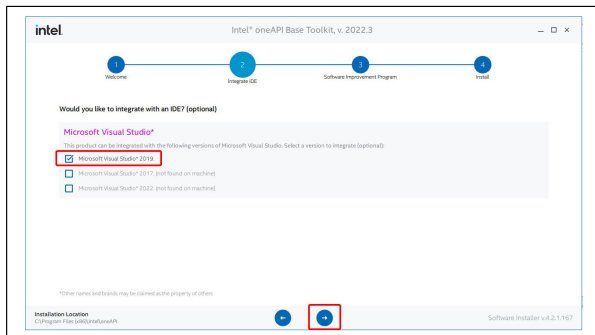 intel.
Intel® oneAPI Base Toolkit, v. 2022.3
1
2
3
4
Welcome
Integrate IDE
Software Improvement Program
Install
Would you like to integrate with an IDE? (optional)
Microsoft Visual Studio*
This product can be integrated with the following versions of Microsoft Visual Studio. Select a version to integrate (optional):
Microsoft Visual Studio* 2019.
Microsoft Visual Studio* 2017. (not found on machine)
Microsoft Visual Studio* 2022. (not found on machine)
*Other names and brands may be claimed as the property of others
Installation Location
C:\Program Files (x86)\Intel\oneAPI
Software Installer v.4.2.1.167